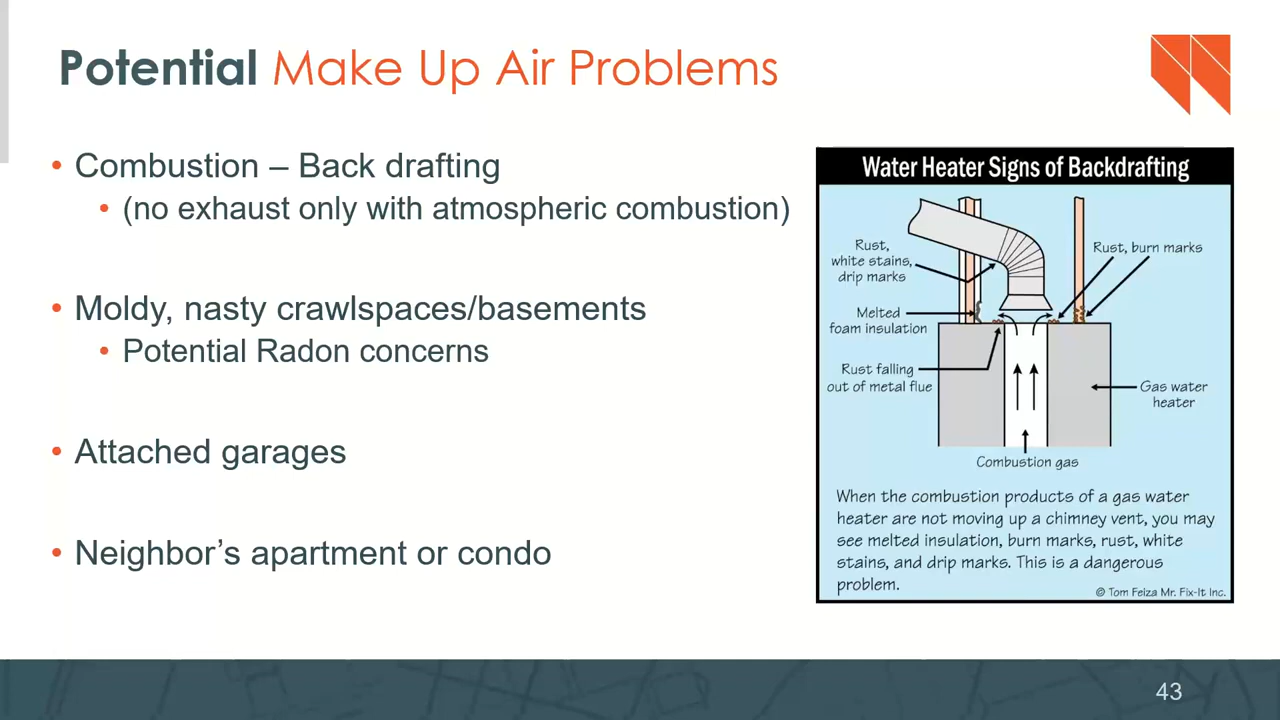 Potential Make Up Air Problems
• Combustion – Back drafting
• (no exhaust only with atmospheric combustion)
• Moldy, nasty crawlspaces/basements
• Potential Radon concerns
• Attached garages
• Neighbor's apartment or condo
Water Heater Signs of Backdrafting
Rust,
white stains,
drip marks
Rust, burn marks
Melted
foam insulation
Rust falling
out of metal flue
Gas water
heater
Combustion gas
When the combustion products of a gas water
heater are not moving up a chimney vent, you may
see melted insulation, burn marks, rust, white
stains, and drip marks. This is a dangerous
problem.
© Tom Feiza Mr. Fix-It Inc.
43